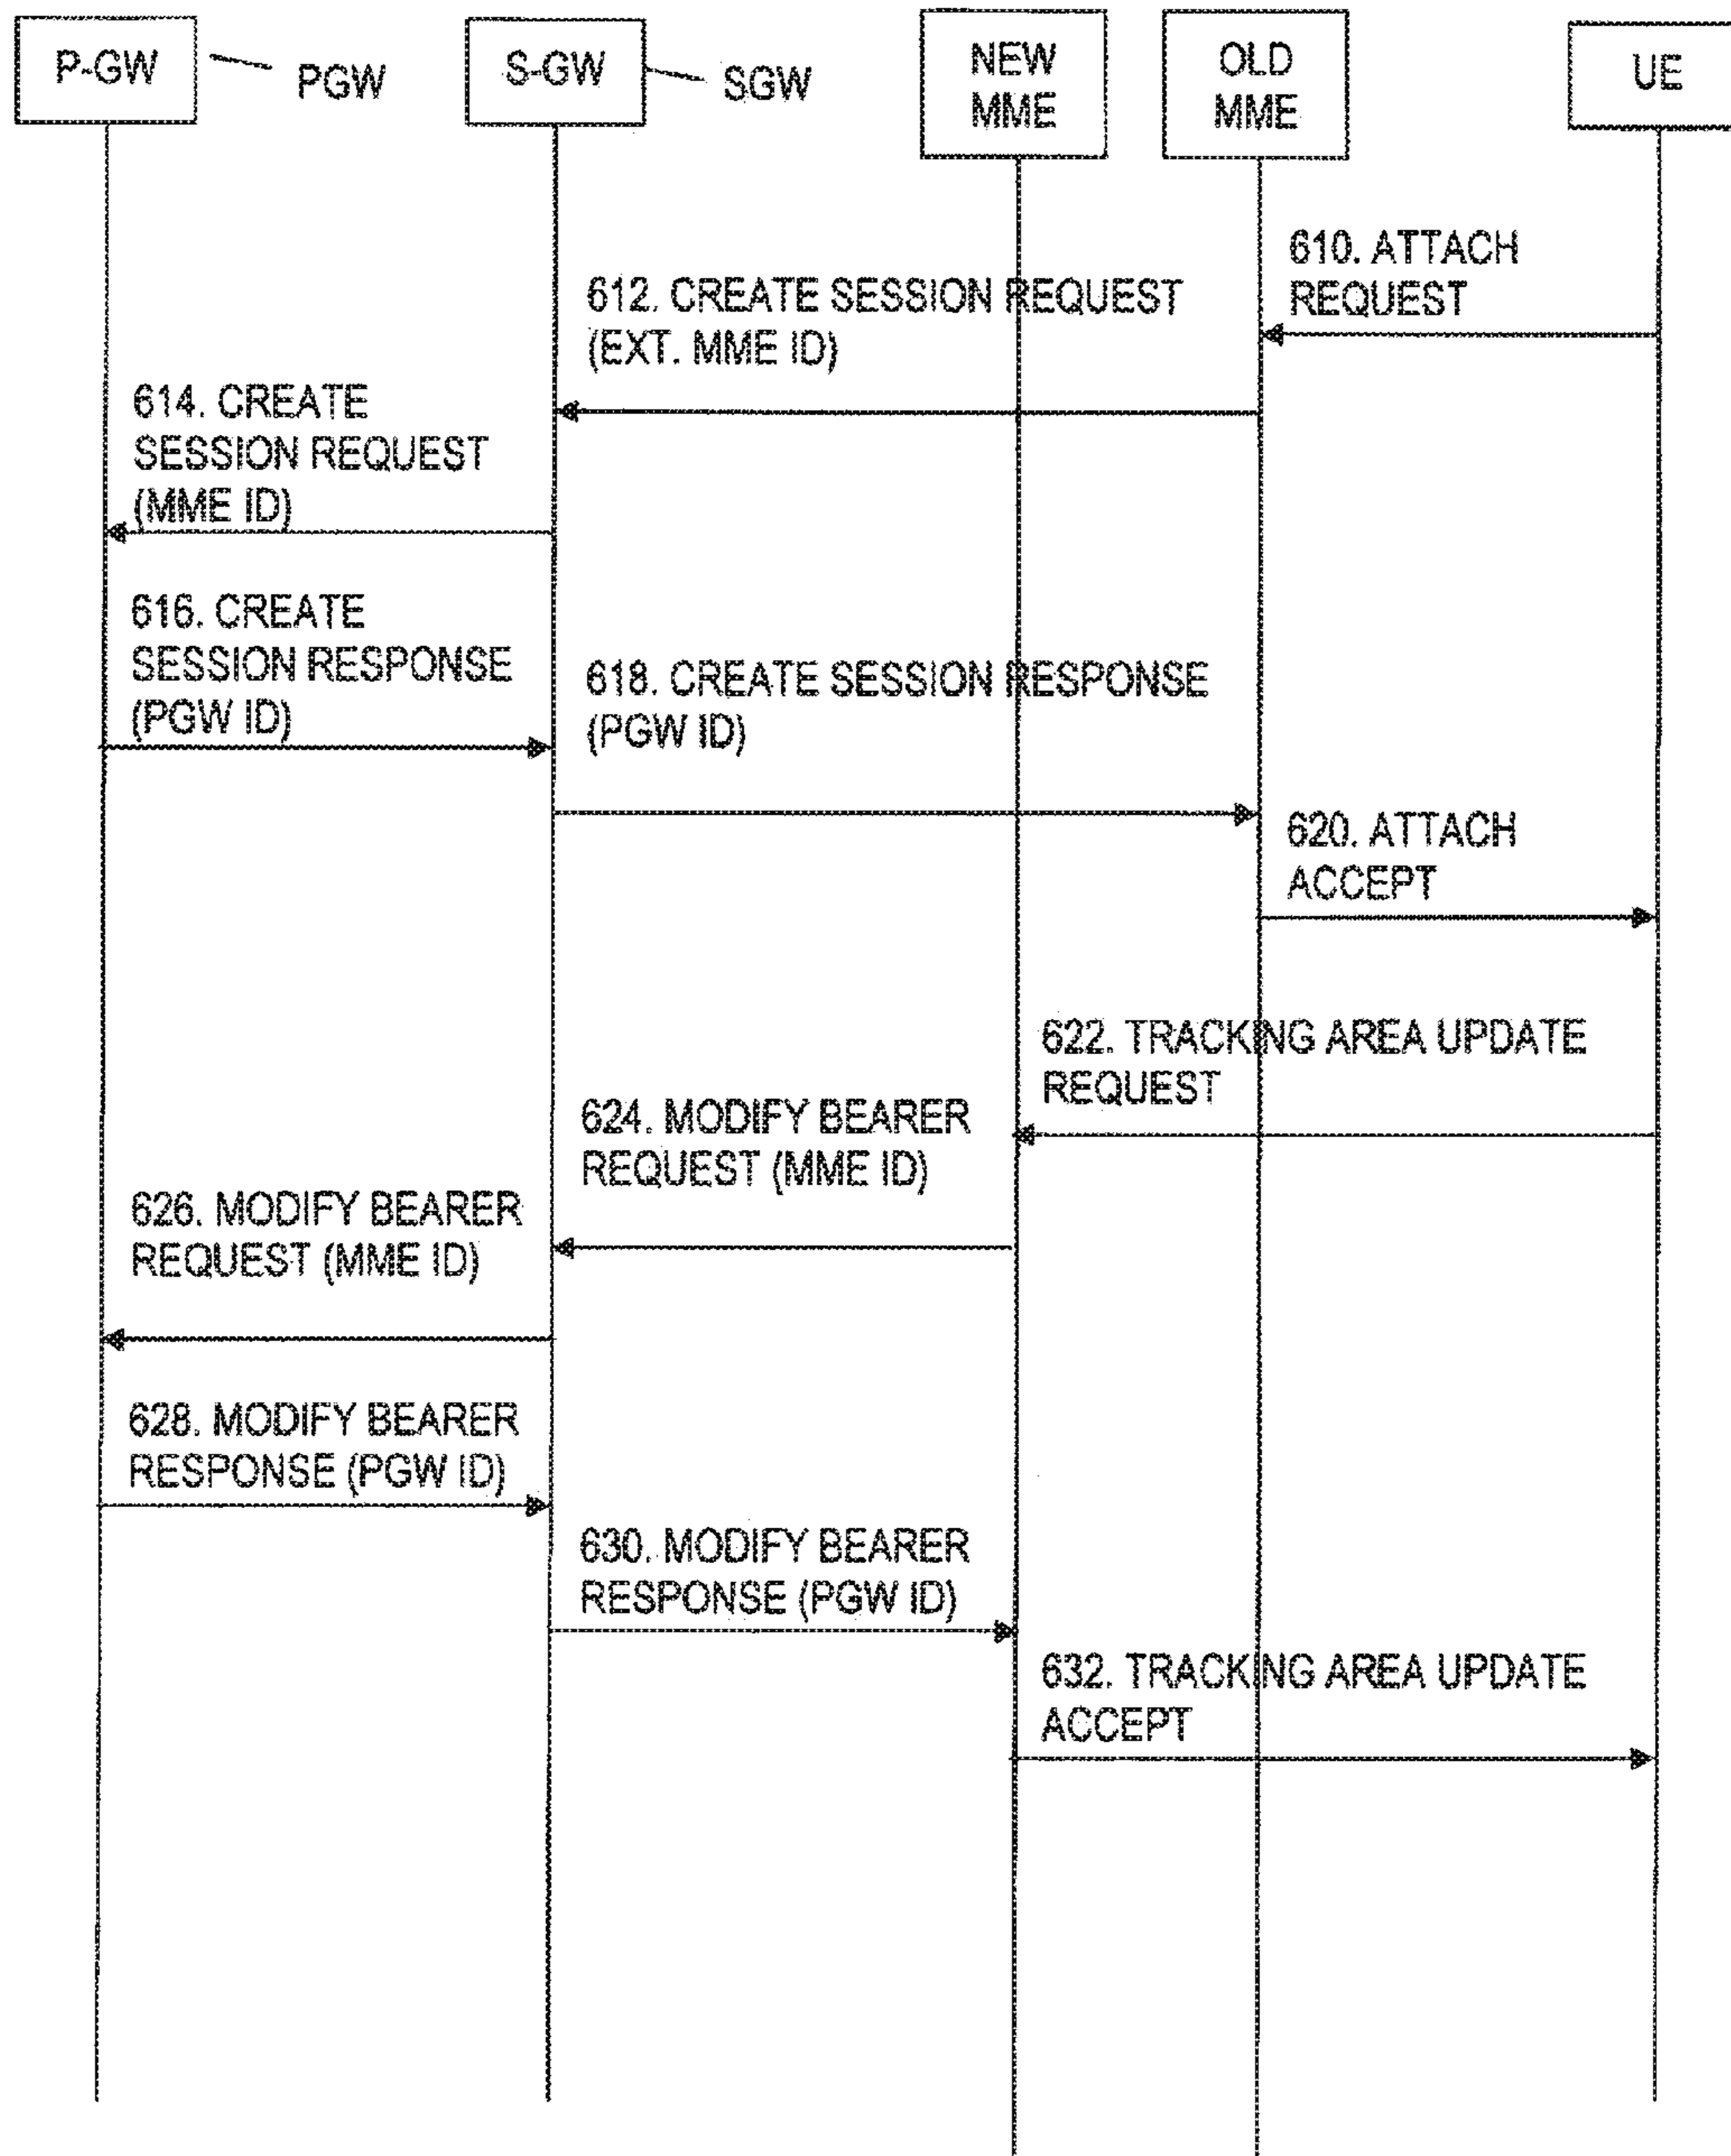 P-GW
PGW
S-GW
SGW
NEW
MME
OLD
MME
UE
610. ATTACH
REQUEST
612. CREATE SESSION REQUEST
(EXT. MME ID)
614. CREATE
SESSION REQUEST
(MME ID)
616. CREATE
SESSION RESPONSE
(PGW ID)
618. CREATE SESSION RESPONSE
(PGW ID)
620. ATTACH
ACCEPT
622. TRACKING AREA UPDATE
REQUEST
624. MODIFY BEARER
REQUEST (MME ID)
626. MODIFY BEARER
REQUEST (MME ID)
628. MODIFY BEARER
RESPONSE (PGW ID)
630. MODIFY BEARER
RESPONSE (PGW ID)
632. TRACKING AREA UPDATE
ACCEPT